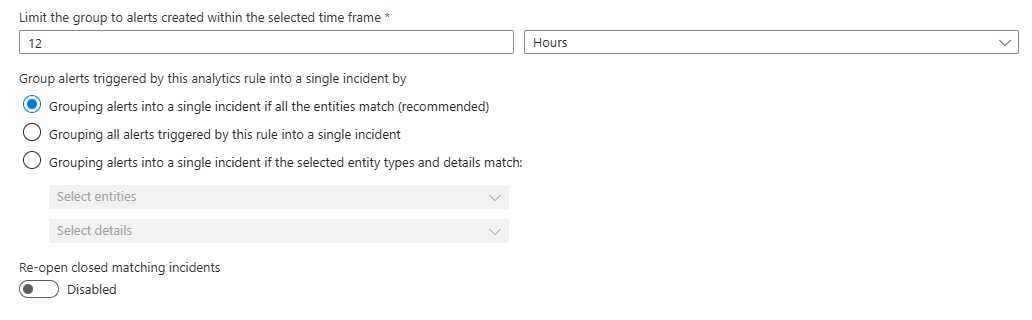 Limit the group to alerts created within the selected time frame *
12
Hours
Group alerts triggered by this analytics rule into a single incident by
Grouping alerts into a single incident if all the entities match (recommended)
Grouping all alerts triggered by this rule into a single incident
Grouping alerts into a single incident if the selected entity types and details match:
Select entities
Select details
Re-open closed matching incidents
Disabled